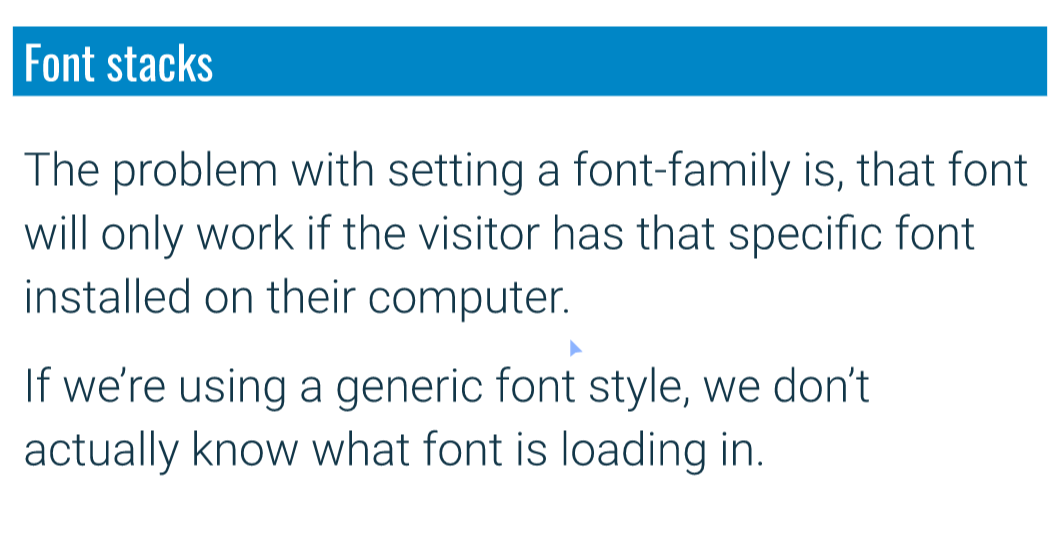 Font stacks
The problem with setting a font-family is, that font
will only work if the visitor has that specific font
installed on their computer.
If we’re using a generic font style, we don’t
actually know what font is loading in.